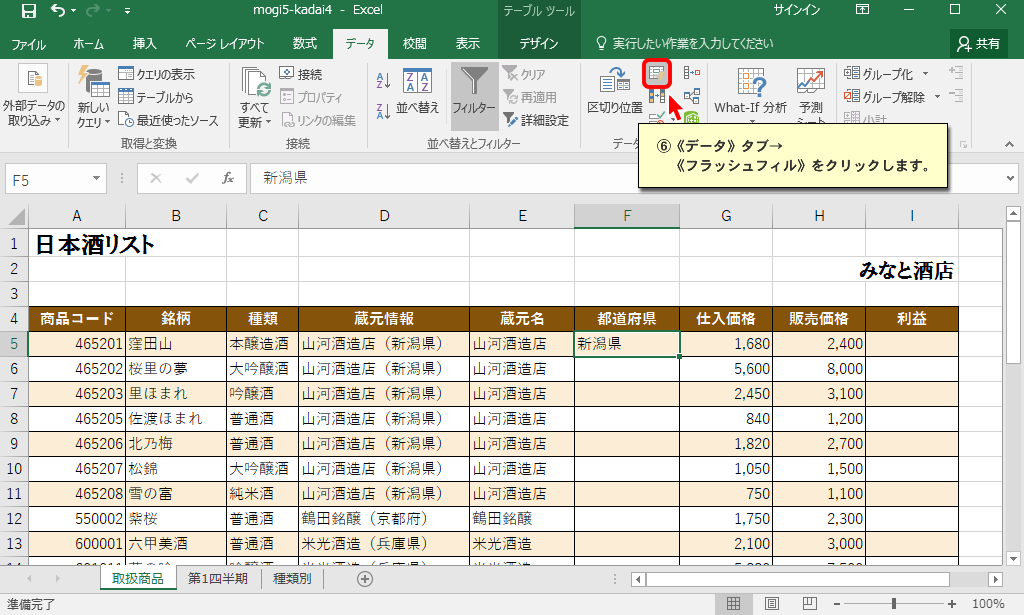 mogi5-kadai4 - Excel
テーブル ツール
サインイン
ファイル ホーム 挿入 ページ レイアウト 数式 データ 校閲 表示 デザイン 実行したい作業を入力してください 共有
外部データの
取り込み
新しい
クエリ
クエリの表示
テーブルから
最近使ったソース
取得と変換
すべて
更新
接続
プロパティ
リンクの編集
接続
並べ替え
フィルター
クリア
再適用
詳細設定
並べ替えとフィルター
区切り位置
What-If 分析
予測
グループ化
グループ解除
⑥《データ》タブ→
《フラッシュフィル》をクリックします。
F5 fx 新潟県
A B C D E F G H I
1 日本酒リスト
2 みなと酒店
3
4 商品コード 銘柄 種類 蔵元情報 蔵元名 都道府県 仕入価格 販売価格 利益
5 465201 窪田山 本醸造酒 山河酒造店（新潟県） 山河酒造店 新潟県 1,680 2,400
6 465202 桜里の夢 大吟醸酒 山河酒造店（新潟県） 山河酒造店 5,600 8,000
7 465203 里ほまれ 吟醸酒 山河酒造店（新潟県） 山河酒造店 2,450 3,100
8 465205 佐渡ほまれ 普通酒 山河酒造店（新潟県） 山河酒造店 840 1,200
9 465206 北乃梅 普通酒 山河酒造店（新潟県） 山河酒造店 1,820 2,700
10 465207 松錦 大吟醸酒 山河酒造店（新潟県） 山河酒造店 1,050 1,500
11 465208 雪の富 純米酒 山河酒造店（新潟県） 山河酒造店 750 1,100
12 550002 紫桜 普通酒 鶴田銘醸（京都府） 鶴田銘醸 1,750 2,300
13 600001 六甲美酒 普通酒 米光酒造（兵庫県） 米光酒造 2,100 3,000
取扱商品 第1四半期 種類別
準備完了 100%